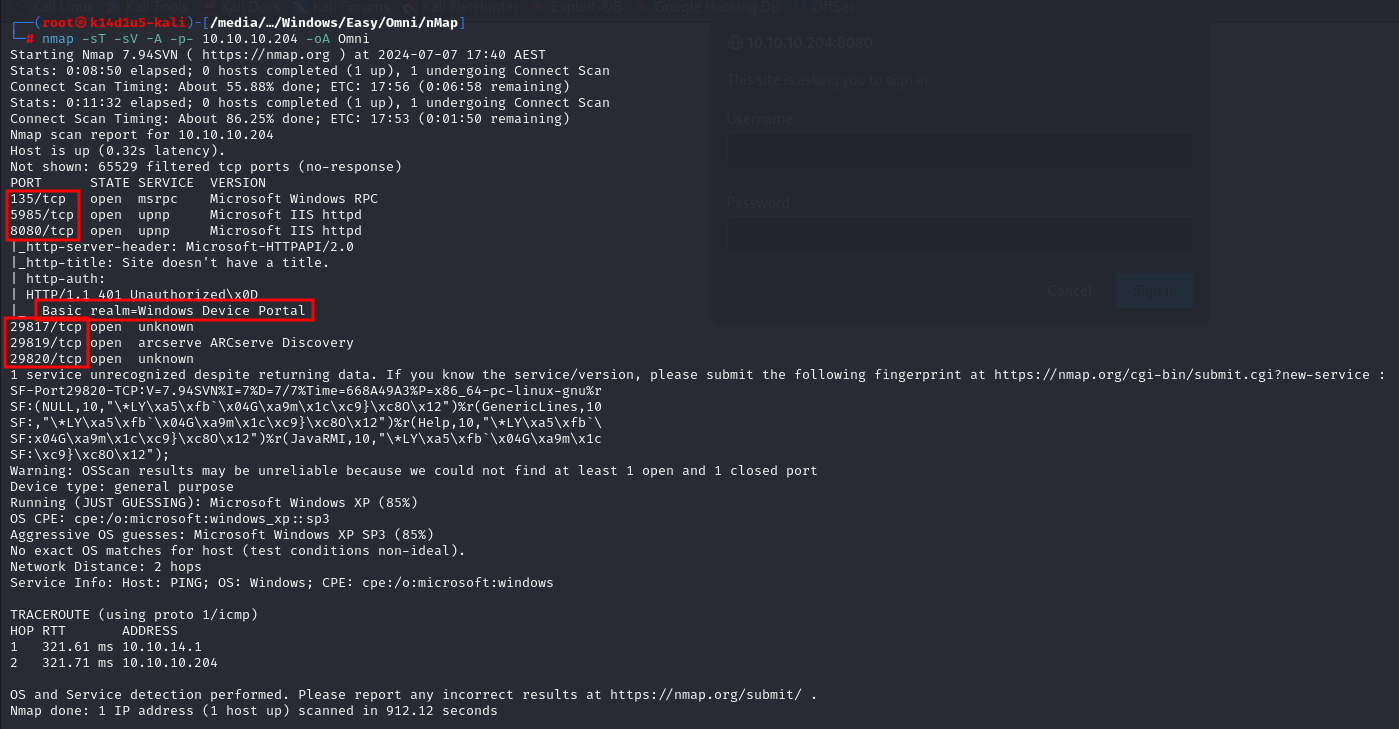 Kali Linux Kali Tools Kali Docs Kali Forums Kali NetHunter Exploit-DB Google Hacking DB OffSec
┌──(root㉿k14d1u5-kali)-[/media/…/Windows/Easy/Omni/nMap]
└─# nmap -sT -sV -A -p- 10.10.10.204 -oA Omni
Starting Nmap 7.94SVN ( https://nmap.org ) at 2024-07-07 17:40 AEST
Stats: 0:08:50 elapsed; 0 hosts completed (1 up), 1 undergoing Connect Scan
Connect Scan Timing: About 55.88% done; ETC: 17:56 (0:06:58 remaining)
Stats: 0:11:32 elapsed; 0 hosts completed (1 up), 1 undergoing Connect Scan
Connect Scan Timing: About 86.25% done; ETC: 17:53 (0:01:50 remaining)
Nmap scan report for 10.10.10.204
Host is up (0.32s latency).
Not shown: 65529 filtered tcp ports (no-response)
PORT      STATE SERVICE  VERSION
135/tcp   open  msrpc    Microsoft Windows RPC
5985/tcp  open  upnp     Microsoft IIS httpd
8080/tcp  open  upnp     Microsoft IIS httpd
|_http-server-header: Microsoft-HTTPAPI/2.0
|_http-title: Site doesn't have a title.
| http-auth:
| HTTP/1.1 401 Unauthorized\x0D
|_  Basic realm=Windows Device Portal
29817/tcp open  unknown
29819/tcp open  arcserve ARCserve Discovery
29820/tcp open  unknown
1 service unrecognized despite returning data. If you know the service/version, please submit the following fingerprint at https://nmap.org/cgi-bin/submit.cgi?new-service :
SF-Port29820-TCP:V=7.94SVN%I=7%D=7/7%Time=668A49A3%P=x86_64-pc-linux-gnu%r
SF:(NULL,10,"\*LY\xa5\xfb`\x04G\xa9m\x1c\xc9}\xc8O\x12")%r(GenericLines,10
SF:,"\*LY\xa5\xfb`\x04G\xa9m\x1c\xc9}\xc8O\x12")%r(Help,10,"\*LY\xa5\xfb`\
SF:x04G\xa9m\x1c\xc9}\xc8O\x12")%r(JavaRMI,10,"\*LY\xa5\xfb`\x04G\xa9m\x1c
SF:\xc9}\xc8O\x12");
Warning: OSScan results may be unreliable because we could not find at least 1 open and 1 closed port
Device type: general purpose
Running (JUST GUESSING): Microsoft Windows XP (85%)
OS CPE: cpe:/o:microsoft:windows_xp::sp3
Aggressive OS guesses: Microsoft Windows XP SP3 (85%)
No exact OS matches for host (test conditions non-ideal).
Network Distance: 2 hops
Service Info: Host: PING; OS: Windows; CPE: cpe:/o:microsoft:windows

TRACEROUTE (using proto 1/icmp)
HOP RTT       ADDRESS
1   321.61 ms 10.10.14.1
2   321.71 ms 10.10.10.204

OS and Service detection performed. Please report any incorrect results at https://nmap.org/submit/ .
Nmap done: 1 IP address (1 host up) scanned in 912.12 seconds
10.10.10.204:8080
This site is asking you to sign in.
Username
Password
Cancel
Sign in